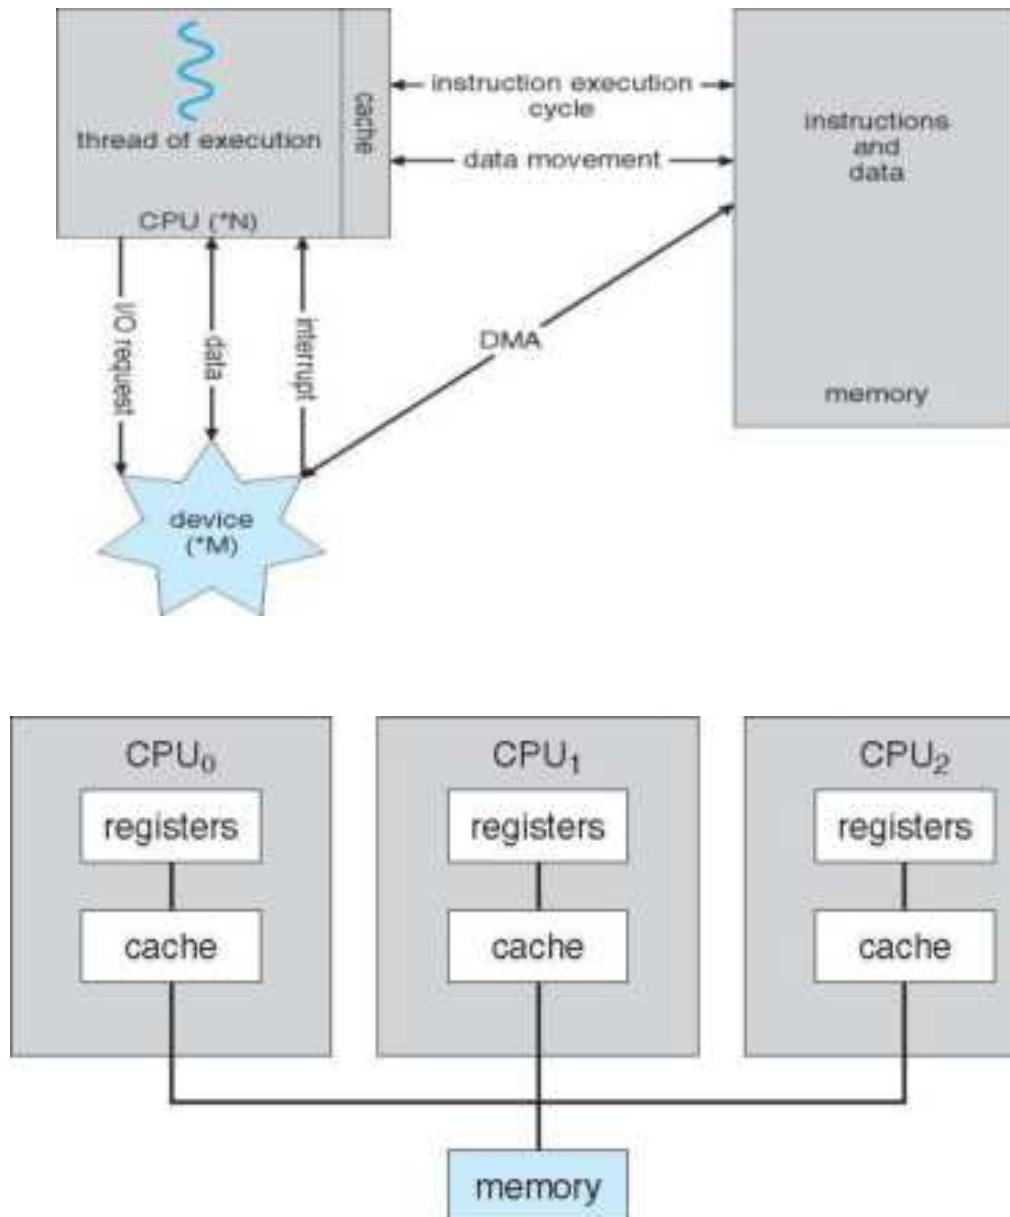 thread of execution
CPU (*N)
cache
instruction execution
cycle
data movement
instructions
and
data
memory
I/O request
data
interrupt
DMA
device
(*M)
CPU0
registers
cache
CPU1
registers
cache
CPU2
registers
cache
memory